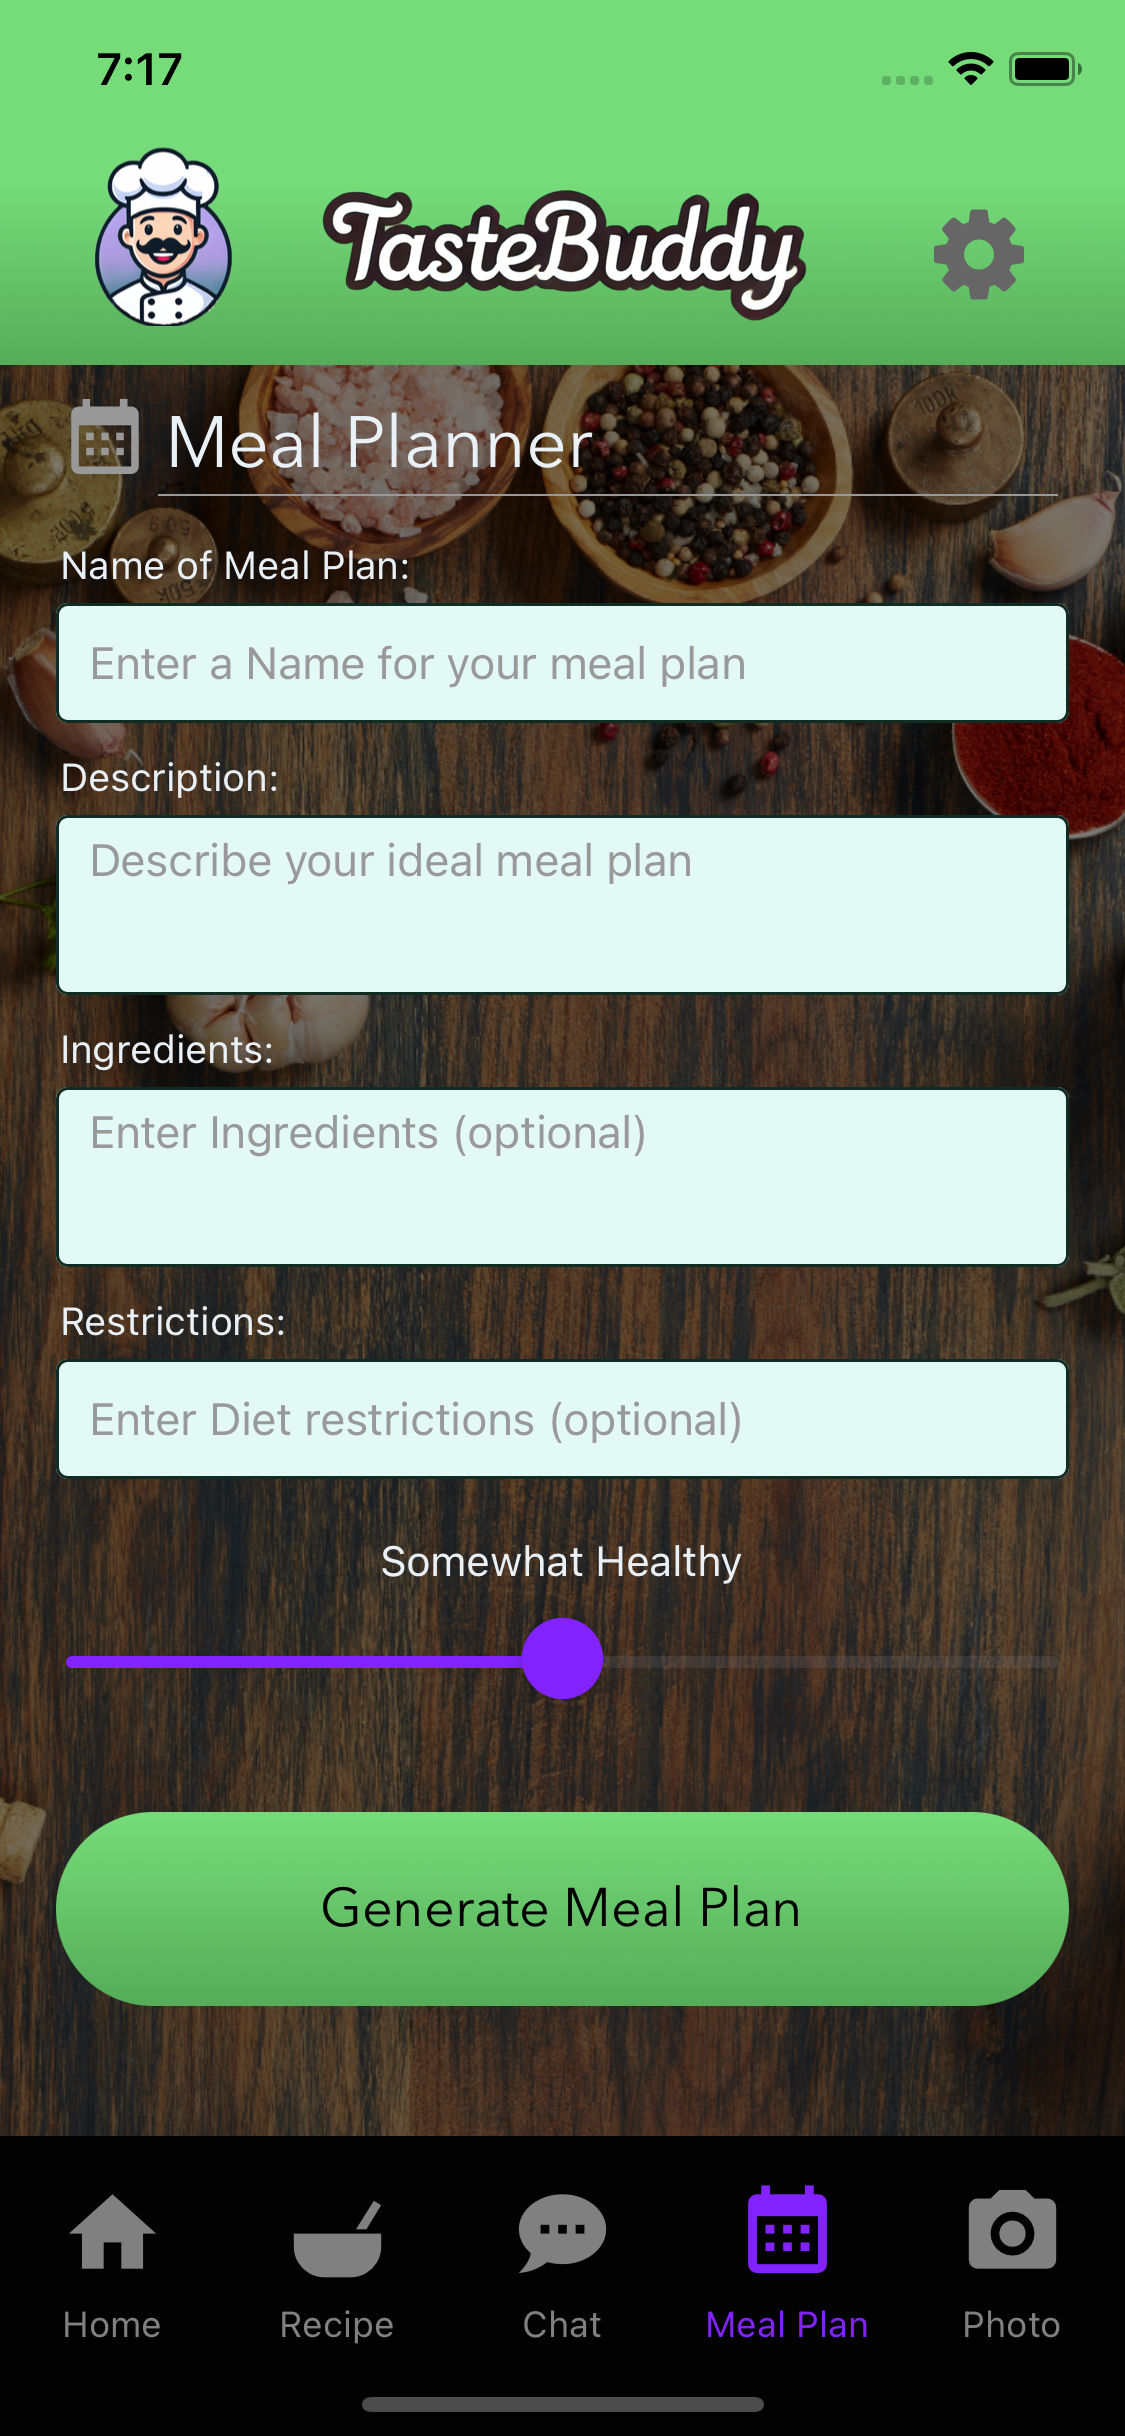 7:17
TasteBuddy
Meal Planner
Name of Meal Plan:
Enter a Name for your meal plan
Description:
Describe your ideal meal plan
Ingredients:
Enter Ingredients (optional)
Restrictions:
Enter Diet restrictions (optional)
Somewhat Healthy
Generate Meal Plan
Home
Recipe
Chat
Meal Plan
Photo